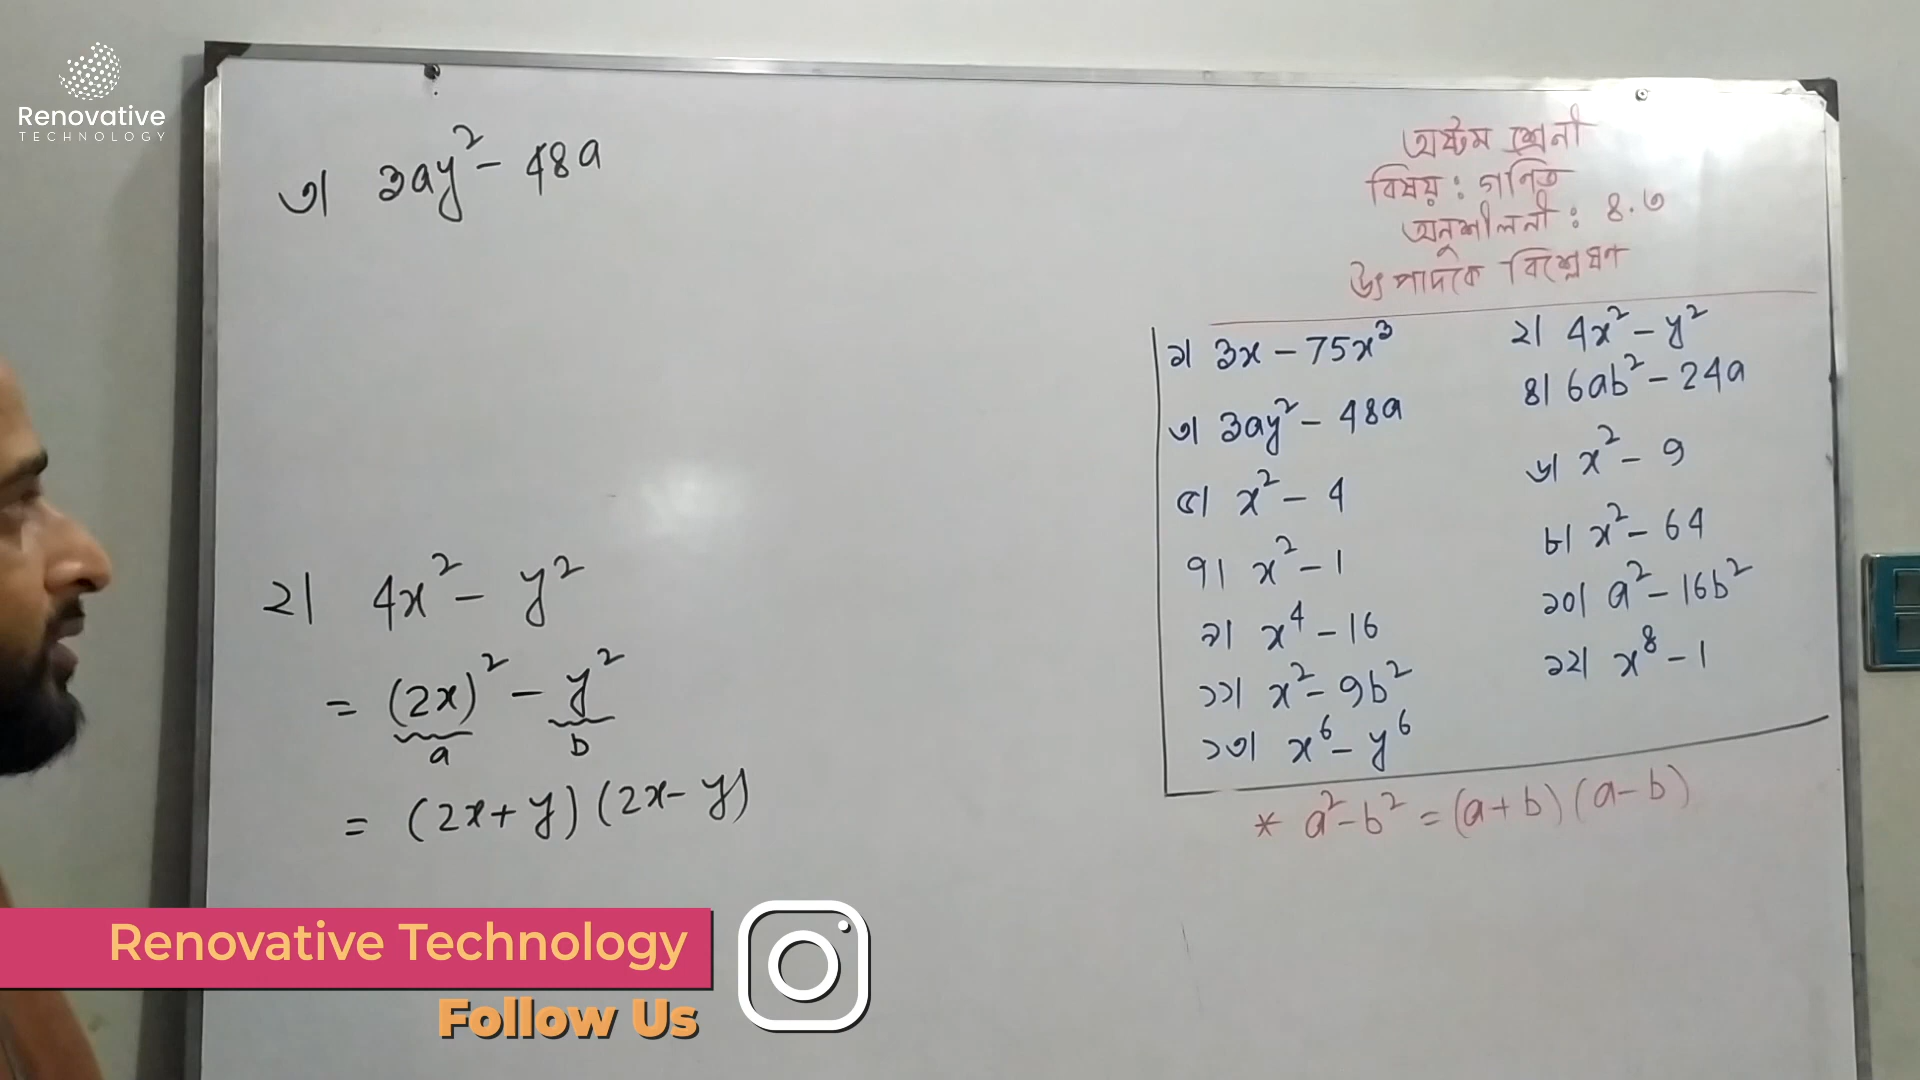 Renovative
TECHNOLOGY
৩। 3ay² - 48a
২। 4x² - y²
= (2x)² - y²
a b
= (2x+y) (2x-y)
অষ্টম শ্রেনী
বিষয় : গনিত
অনুশীলনী : ৪.৩
উৎপাদকে বিশ্লেষণ
১। 3x - 75x³ ২। 4x² - y²
৩। 3ay² - 48a ৪। 6ab² - 24a
৫। x² - 4 ৬। x² - 9
৭। x² - 1 ৮। x² - 64
৯। x⁴ - 16 ১০। a² - 16b²
১১। x² - 9b² ১২। x⁸ - 1
১৩। x⁶ - y⁶
* a² - b² = (a+b) (a-b)
Renovative Technology
Follow Us